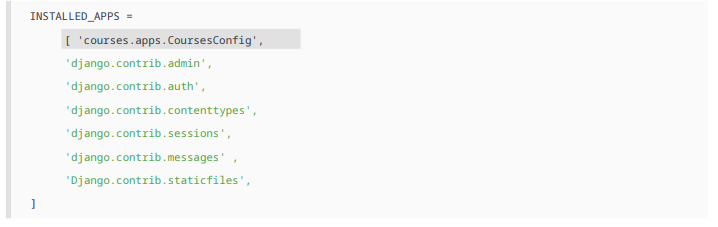 INSTALLED_APPS =
[ 'courses.apps.CoursesConfig',
'django.contrib.admin',
'django.contrib.auth',
'django.contrib.contenttypes',
'django.contrib.sessions',
'django.contrib.messages' ,
'Django.contrib.staticfiles',
]